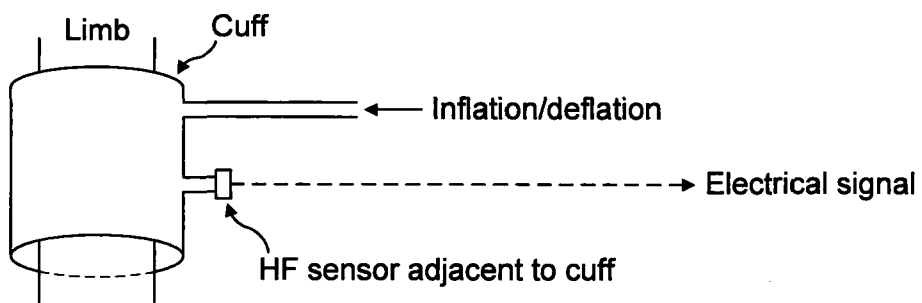 Limb
Cuff
Inflation/deflation
Electrical signal
HF sensor adjacent to cuff